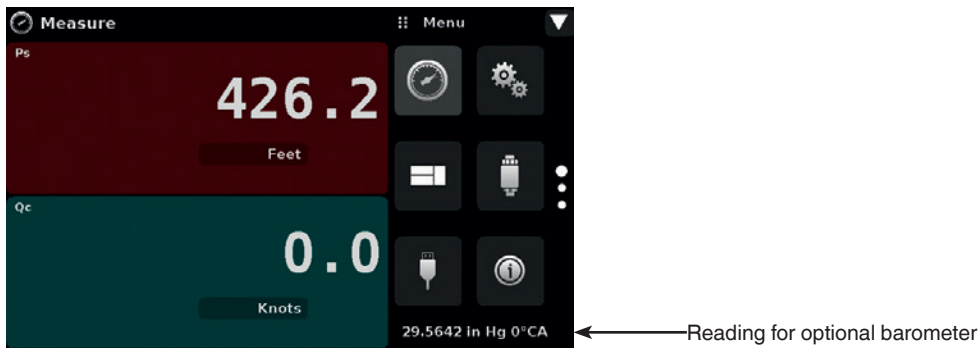 Measure
Menu
Ps
426.2
Feet
Qc
0.0
Knots
29.5642 in Hg 0°CA
Reading for optional barometer